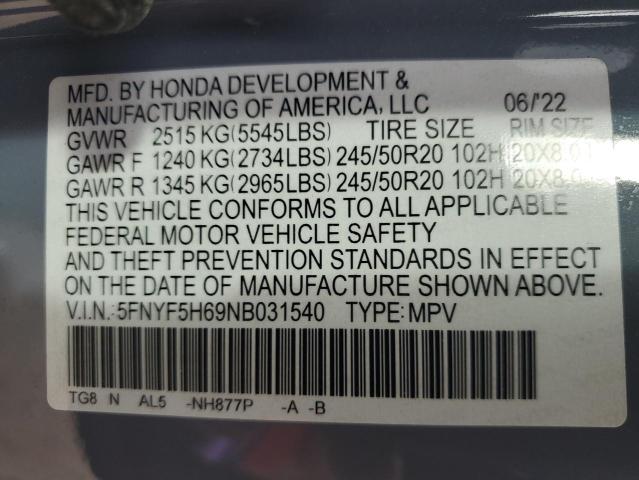 MFD. BY HONDA DEVELOPMENT &
MANUFACTURING OF AMERICA, LLC 06/'22
GVWR 2515 KG(5545LBS) TIRE SIZE RIM SIZE
GAWR F 1240 KG(2734LBS) 245/50R20 102H
GAWR R 1345 KG(2965LBS) 245/50R20 102H
THIS VEHICLE CONFORMS TO ALL APPLICABLE
FEDERAL MOTOR VEHICLE SAFETY
AND THEFT PREVENTION STANDARDS IN EFFECT
ON THE DATE OF MANUFACTURE SHOWN ABOVE.
V.I.N.:5FNYF5H69NB031540 TYPE:MPV
TG8 N AL5 -NH877P -A -B